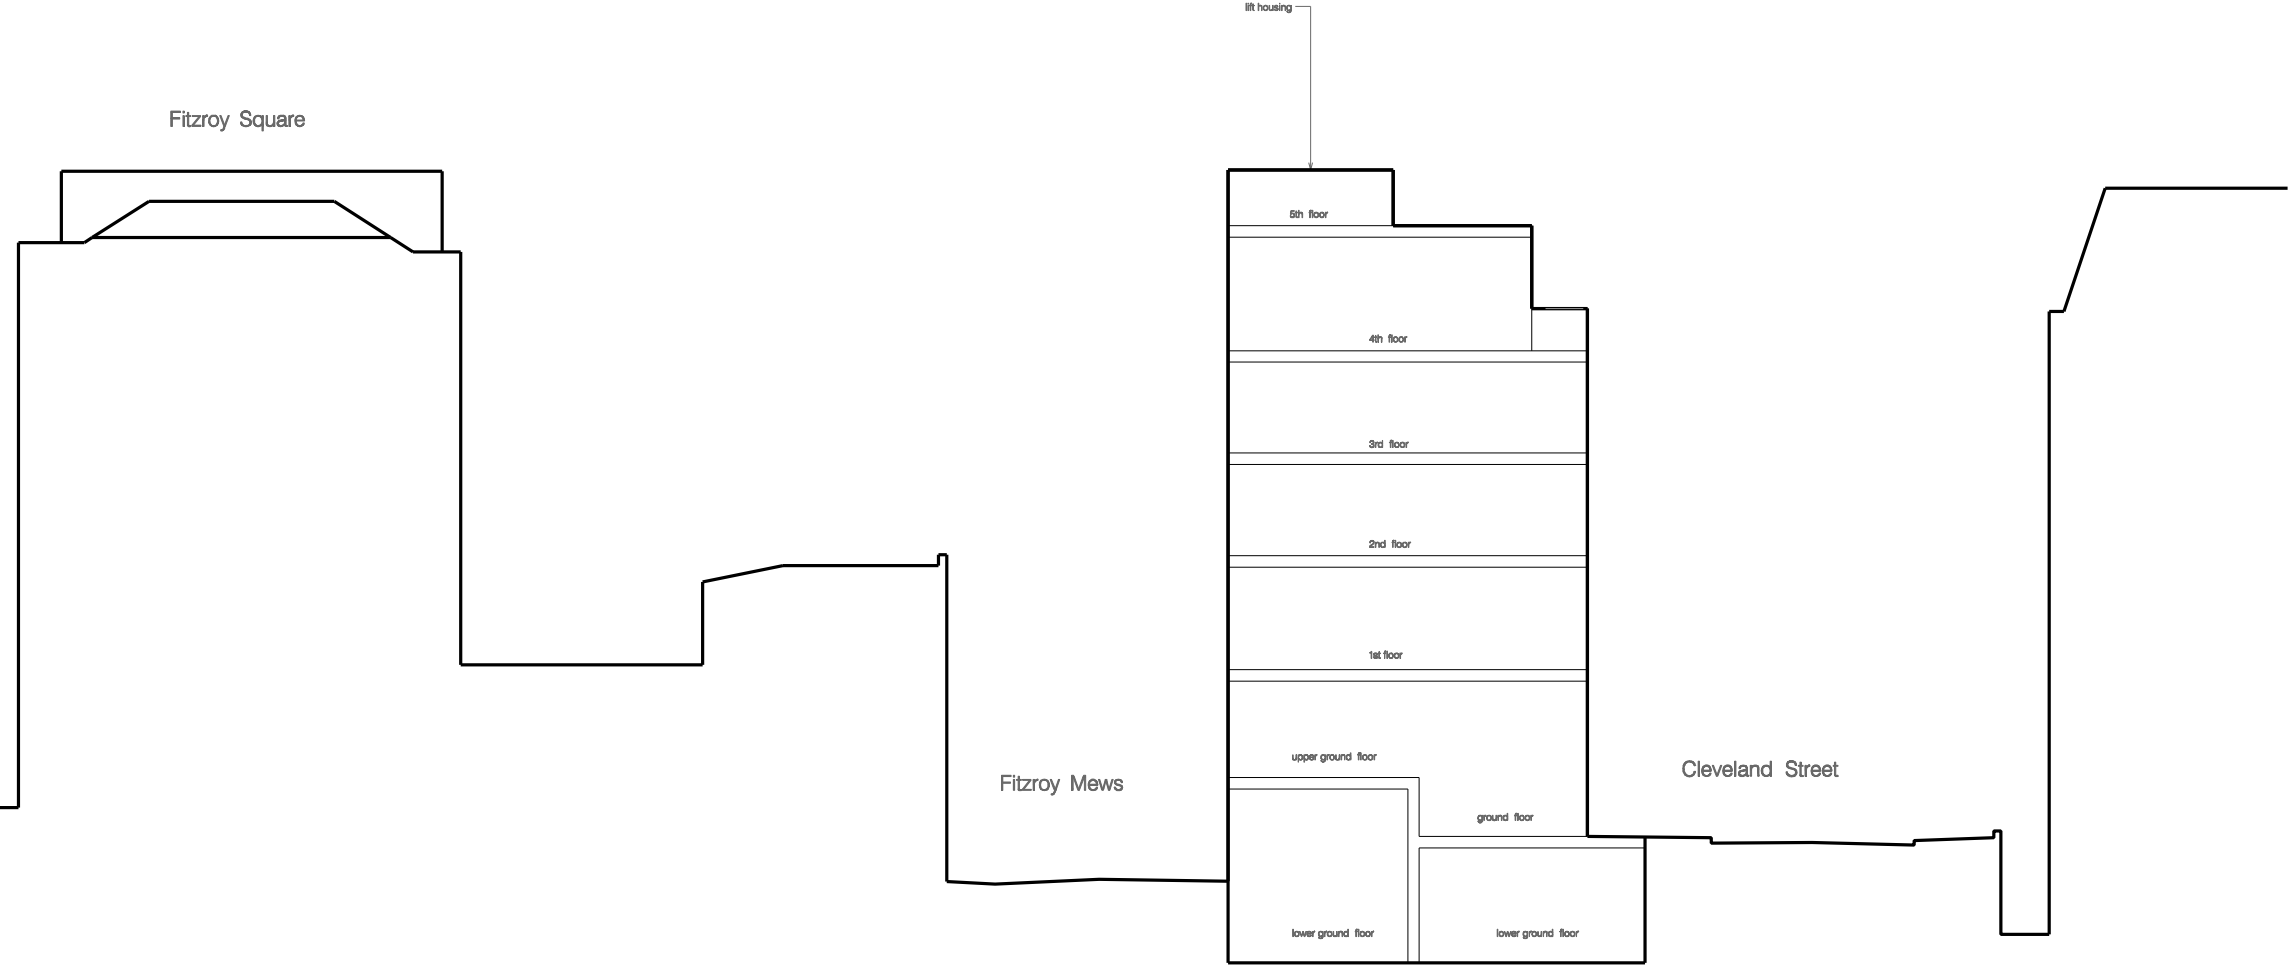 lift housing
Fitzroy Square
5th floor
4th floor
3rd floor
2nd floor
1st floor
upper ground floor
Fitzroy Mews
Cleveland Street
ground floor
lower ground floor
lower ground floor